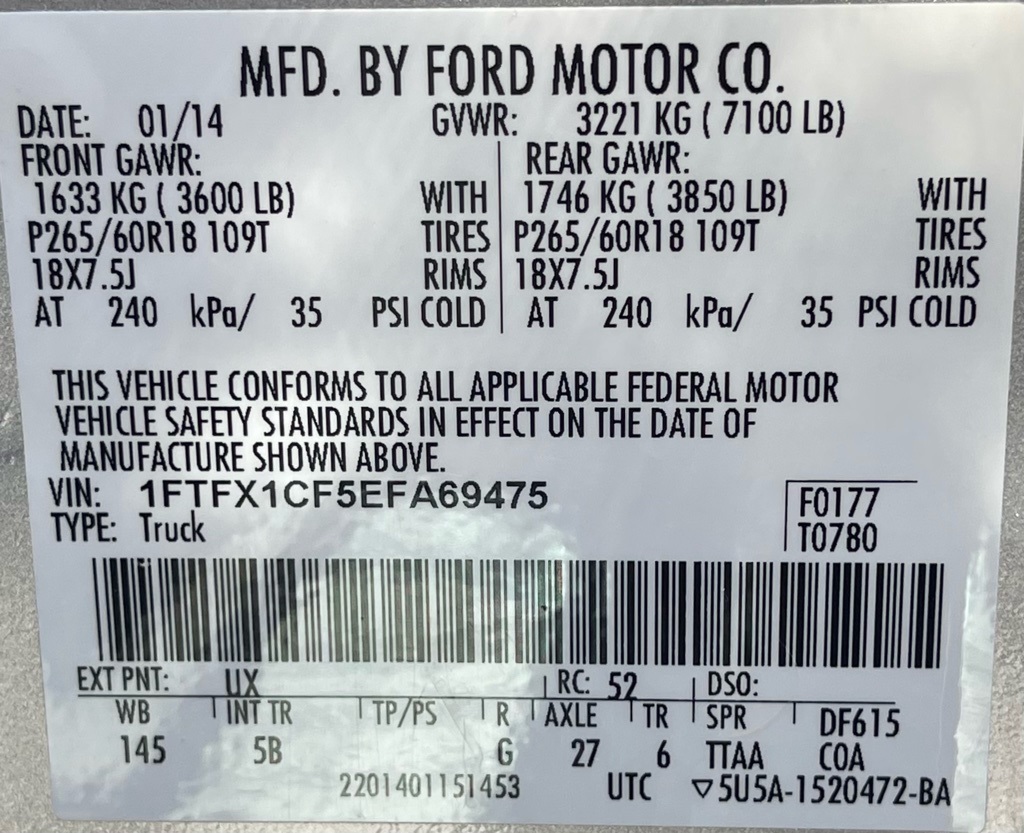 MFD. BY FORD MOTOR CO.
DATE: 01/14 GVWR: 3221 KG ( 7100 LB)
FRONT GAWR: REAR GAWR:
1633 KG ( 3600 LB) WITH 1746 KG ( 3850 LB) WITH
P265/60R18 109T TIRES P265/60R18 109T TIRES
18X7.5J RIMS 18X7.5J RIMS
AT 240 kPa/ 35 PSI COLD AT 240 kPa/ 35 PSI COLD
THIS VEHICLE CONFORMS TO ALL APPLICABLE FEDERAL MOTOR
VEHICLE SAFETY STANDARDS IN EFFECT ON THE DATE OF
MANUFACTURE SHOWN ABOVE.
VIN: 1FTFX1CF5EFA69475 F0177
TYPE: Truck T0780
EXT PNT: UX RC: 52 DSO:
WB INT TR TP/PS R AXLE TR SPR DF615
145 5B G 27 6 TTAA COA
2201401151453 UTC ▽5U5A-1520472-BA